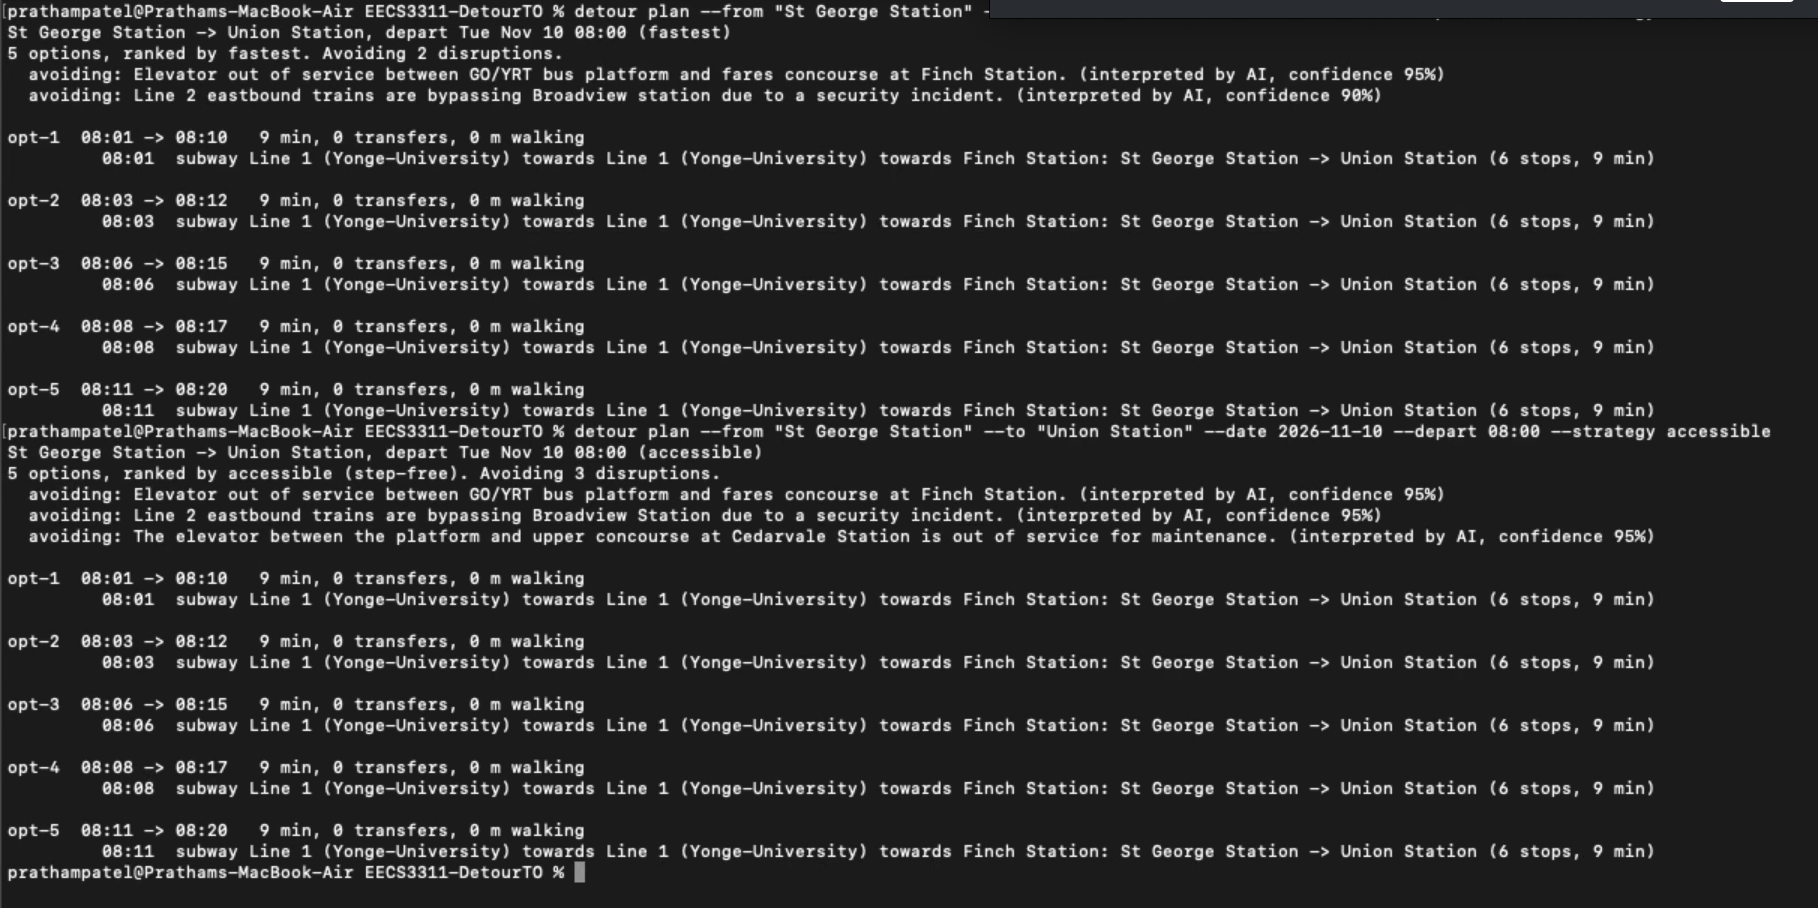 [prathampatel@Prathams-MacBook-Air EECS3311-DetourTO % detour plan --from "St George Station" -
St George Station -> Union Station, depart Tue Nov 10 08:00 (fastest)
5 options, ranked by fastest. Avoiding 2 disruptions.
  avoiding: Elevator out of service between GO/YRT bus platform and fares concourse at Finch Station. (interpreted by AI, confidence 95%)
  avoiding: Line 2 eastbound trains are bypassing Broadview station due to a security incident. (interpreted by AI, confidence 90%)
opt-1  08:01 -> 08:10   9 min, 0 transfers, 0 m walking
         08:01  subway Line 1 (Yonge-University) towards Line 1 (Yonge-University) towards Finch Station: St George Station -> Union Station (6 stops, 9 min)
opt-2  08:03 -> 08:12   9 min, 0 transfers, 0 m walking
         08:03  subway Line 1 (Yonge-University) towards Line 1 (Yonge-University) towards Finch Station: St George Station -> Union Station (6 stops, 9 min)
opt-3  08:06 -> 08:15   9 min, 0 transfers, 0 m walking
         08:06  subway Line 1 (Yonge-University) towards Line 1 (Yonge-University) towards Finch Station: St George Station -> Union Station (6 stops, 9 min)
opt-4  08:08 -> 08:17   9 min, 0 transfers, 0 m walking
         08:08  subway Line 1 (Yonge-University) towards Line 1 (Yonge-University) towards Finch Station: St George Station -> Union Station (6 stops, 9 min)
opt-5  08:11 -> 08:20   9 min, 0 transfers, 0 m walking
         08:11  subway Line 1 (Yonge-University) towards Line 1 (Yonge-University) towards Finch Station: St George Station -> Union Station (6 stops, 9 min)
[prathampatel@Prathams-MacBook-Air EECS3311-DetourTO % detour plan --from "St George Station" --to "Union Station" --date 2026-11-10 --depart 08:00 --strategy accessible
St George Station -> Union Station, depart Tue Nov 10 08:00 (accessible)
5 options, ranked by accessible (step-free). Avoiding 3 disruptions.
  avoiding: Elevator out of service between GO/YRT bus platform and fares concourse at Finch Station. (interpreted by AI, confidence 95%)
  avoiding: Line 2 eastbound trains are bypassing Broadview Station due to a security incident. (interpreted by AI, confidence 95%)
  avoiding: The elevator between the platform and upper concourse at Cedarvale Station is out of service for maintenance. (interpreted by AI, confidence 95%)
opt-1  08:01 -> 08:10   9 min, 0 transfers, 0 m walking
         08:01  subway Line 1 (Yonge-University) towards Line 1 (Yonge-University) towards Finch Station: St George Station -> Union Station (6 stops, 9 min)
opt-2  08:03 -> 08:12   9 min, 0 transfers, 0 m walking
         08:03  subway Line 1 (Yonge-University) towards Line 1 (Yonge-University) towards Finch Station: St George Station -> Union Station (6 stops, 9 min)
opt-3  08:06 -> 08:15   9 min, 0 transfers, 0 m walking
         08:06  subway Line 1 (Yonge-University) towards Line 1 (Yonge-University) towards Finch Station: St George Station -> Union Station (6 stops, 9 min)
opt-4  08:08 -> 08:17   9 min, 0 transfers, 0 m walking
         08:08  subway Line 1 (Yonge-University) towards Line 1 (Yonge-University) towards Finch Station: St George Station -> Union Station (6 stops, 9 min)
opt-5  08:11 -> 08:20   9 min, 0 transfers, 0 m walking
         08:11  subway Line 1 (Yonge-University) towards Line 1 (Yonge-University) towards Finch Station: St George Station -> Union Station (6 stops, 9 min)
prathampatel@Prathams-MacBook-Air EECS3311-DetourTO %